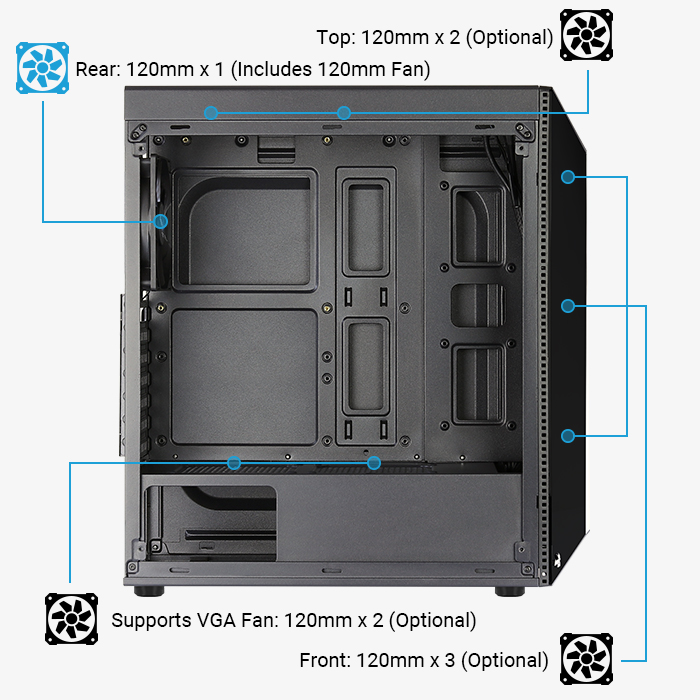 Top: 120mm x 2 (Optional)
Rear: 120mm x 1 (Includes 120mm Fan)
Supports VGA Fan: 120mm x 2 (Optional)
Front: 120mm x 3 (Optional)